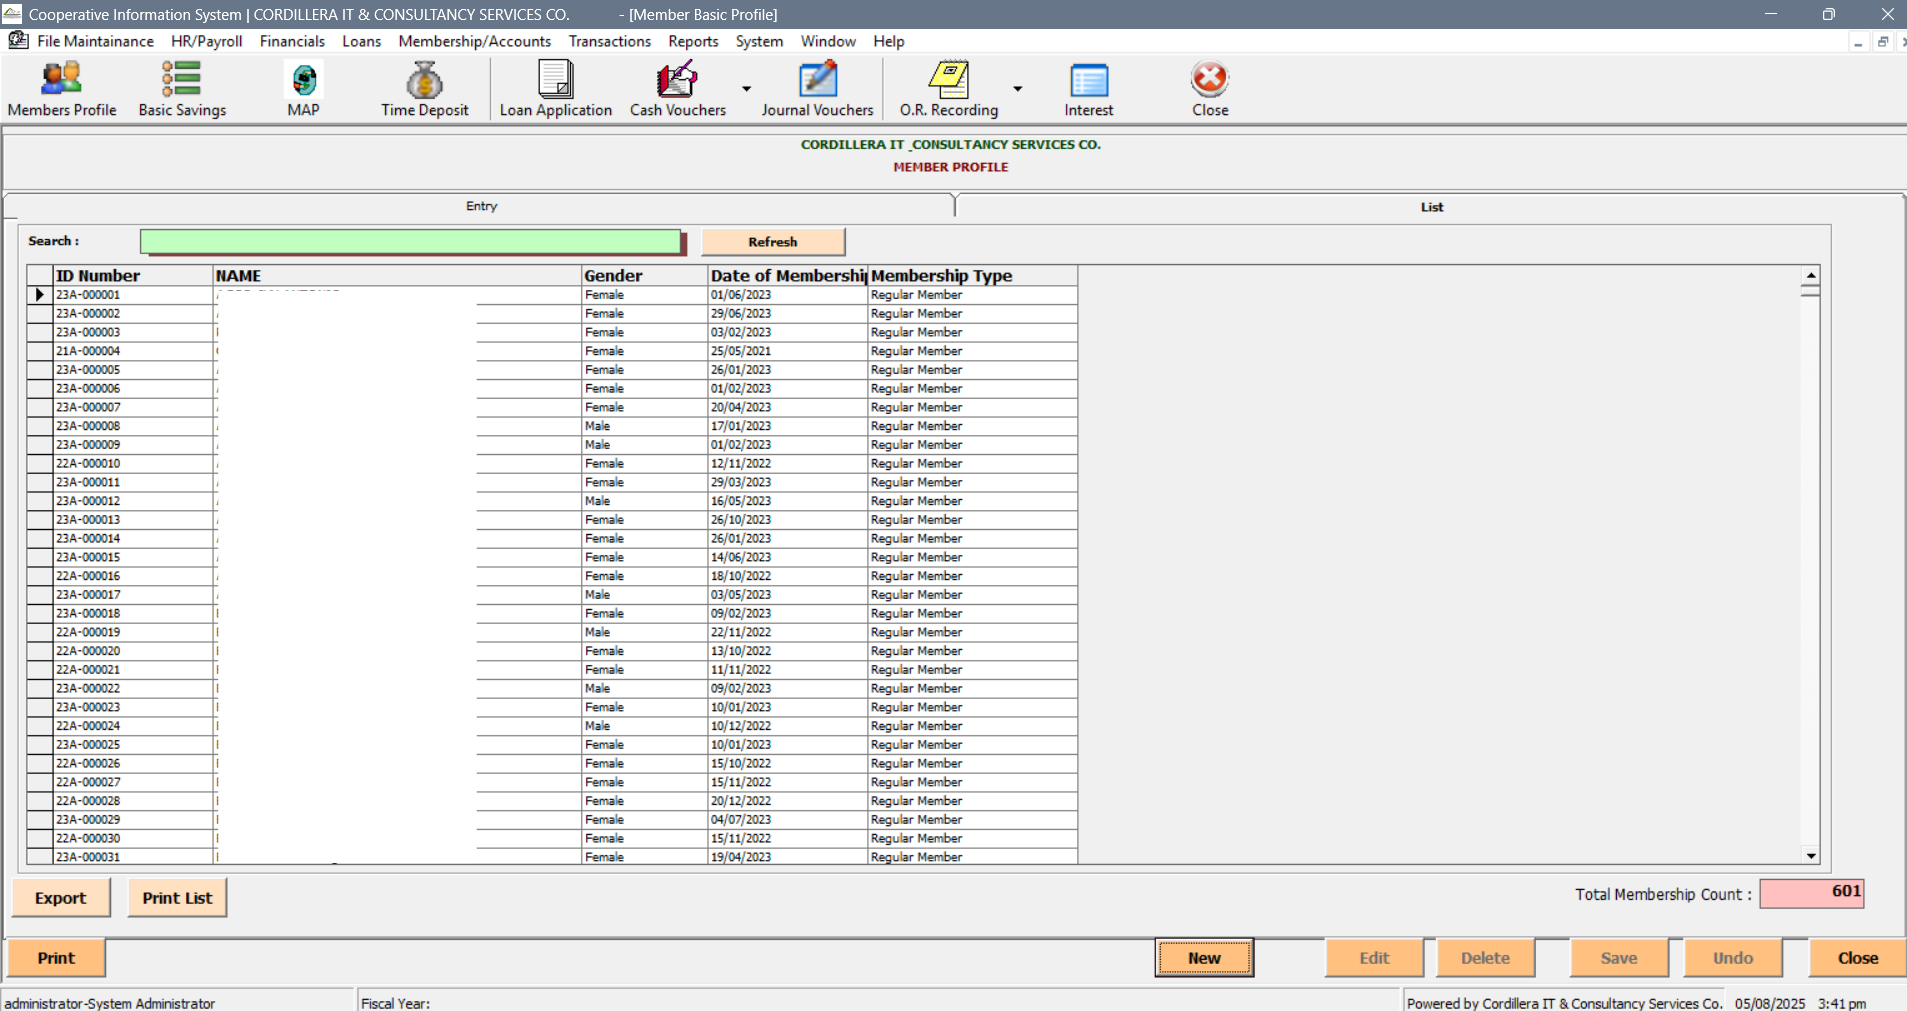 Cooperative Information System | CORDILLERA IT & CONSULTANCY SERVICES CO. - [Member Basic Profile]
File Maintainance HR/Payroll Financials Loans Membership/Accounts Transactions Reports System Window Help
Members Profile Basic Savings MAP Time Deposit Loan Application Cash Vouchers Journal Vouchers O.R. Recording Interest Close
CORDILLERA IT _CONSULTANCY SERVICES CO.
MEMBER PROFILE
Entry List
Search : Refresh
ID Number NAME Gender Date of Membership Membership Type
23A-000001 Female 01/06/2023 Regular Member
23A-000002 Female 29/06/2023 Regular Member
23A-000003 Female 03/02/2023 Regular Member
21A-000004 Female 25/05/2021 Regular Member
23A-000005 Female 26/01/2023 Regular Member
23A-000006 Female 01/02/2023 Regular Member
23A-000007 Female 20/04/2023 Regular Member
23A-000008 Male 17/01/2023 Regular Member
23A-000009 Male 01/02/2023 Regular Member
22A-000010 Female 12/11/2022 Regular Member
23A-000011 Female 29/03/2023 Regular Member
23A-000012 Male 16/05/2023 Regular Member
23A-000013 Female 26/10/2023 Regular Member
23A-000014 Female 26/01/2023 Regular Member
23A-000015 Female 14/06/2023 Regular Member
22A-000016 Female 18/10/2022 Regular Member
23A-000017 Male 03/05/2023 Regular Member
23A-000018 Female 09/02/2023 Regular Member
22A-000019 Male 22/11/2022 Regular Member
22A-000020 Female 13/10/2022 Regular Member
22A-000021 Female 11/11/2022 Regular Member
23A-000022 Male 09/02/2023 Regular Member
23A-000023 Female 10/01/2023 Regular Member
22A-000024 Male 10/12/2022 Regular Member
23A-000025 Female 10/01/2023 Regular Member
22A-000026 Female 15/10/2022 Regular Member
22A-000027 Female 15/11/2022 Regular Member
22A-000028 Female 20/12/2022 Regular Member
23A-000029 Female 04/07/2023 Regular Member
22A-000030 Female 15/11/2022 Regular Member
23A-000031 Female 19/04/2023 Regular Member
Export Print List Total Membership Count : 601
Print New Edit Delete Save Undo Close
administrator-System Administrator Fiscal Year: Powered by Cordillera IT & Consultancy Services Co. 05/08/2025 3:41 pm